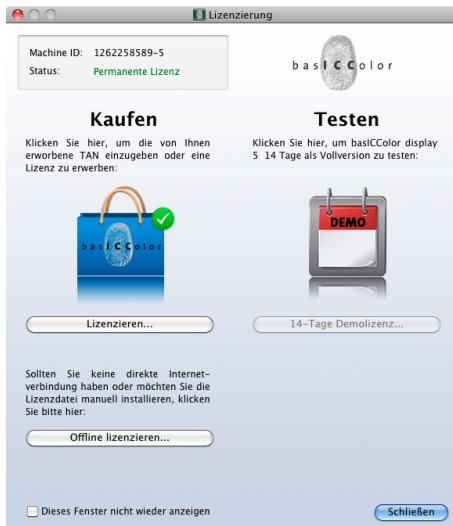 Lizenzierung
Machine ID: 1262258589-5
Status: Permanente Lizenz
basICColor
Kaufen
Klicken Sie hier, um die von Ihnen
erworbene TAN einzugeben oder eine
Lizenz zu erwerben:
Testen
Klicken Sie hier, um basICColor display
5 14 Tage als Vollversion zu testen:
basICColor
DEMO
Lizenzieren...
14-Tage Demolizenz...
Sollten Sie keine direkte Internet-
verbindung haben oder möchten Sie die
Lizenzdatei manuell installieren, klicken
Sie bitte hier:
Offline lizenzieren...
Dieses Fenster nicht wieder anzeigen
Schließen